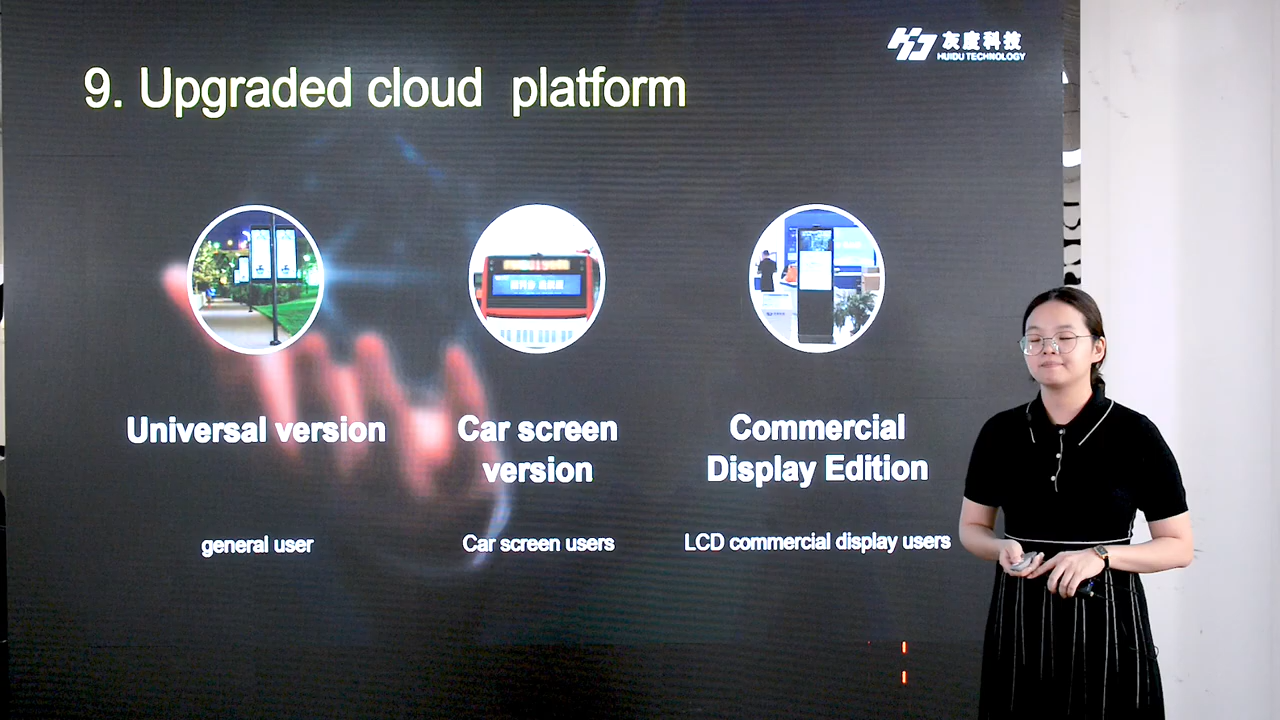 灰度科技
HUIDU TECHNOLOGY
9. Upgraded cloud platform
Universal version
Car screen
version
Commercial
Display Edition
general user
Car screen users
LCD commercial display users